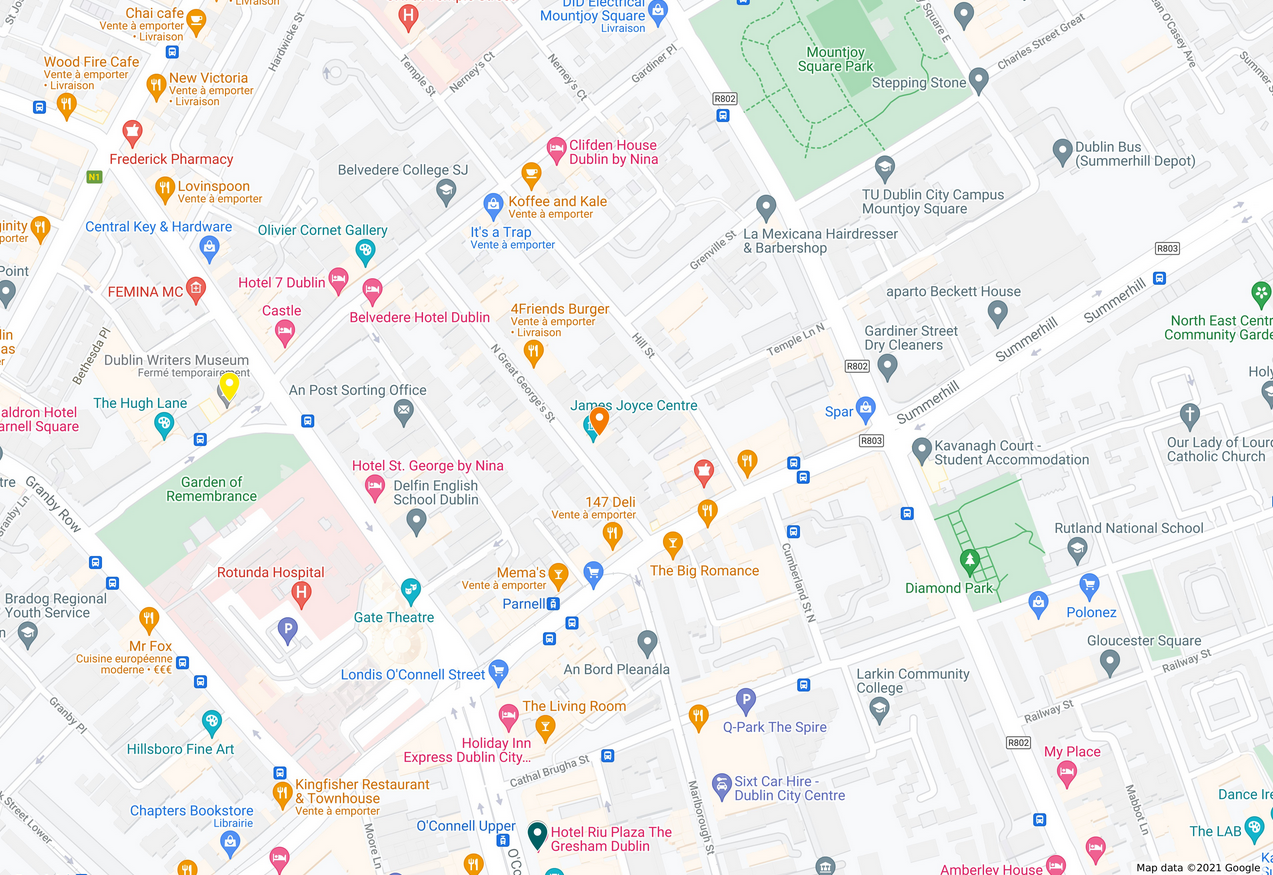 Livraison
Chai cafe
Vente à emporter
• Livraison
DID Electrical
Mountjoy Square
Livraison
Hardwicke St
Temple St
Nerney's Ct
Nerney's Ct
Gardiner Pl
Mountjoy
Square Park
Square E
Charles Street Great
Stepping Stone
Wood Fire Cafe
Vente à emporter
• Livraison
New Victoria
Vente à emporter
• Livraison
R802
Frederick Pharmacy
N1
Clifden House
Dublin by Nina
Dublin Bus
(Summerhill Depot)
Belvedere College SJ
Lovinspoon
Vente à emporter
Koffee and Kale
Vente à emporter
TU Dublin City Campus
Mountjoy Square
Central Key & Hardware
Olivier Cornet Gallery
It's a Trap
Vente à emporter
La Mexicana Hairdresser
& Barbershop
Grenville St
R803
Point
FEMINA MC
Hotel 7 Dublin
Castle
Belvedere Hotel Dublin
4Friends Burger
Vente à emporter
• Livraison
aparto Beckett House
Summerhill
Summerhill
Summerhill
North East Centr
Community Garde
Bethesda Pl
Hill St
Temple Ln N
Gardiner Street
Dry Cleaners
R802
Dublin Writers Museum
Fermé temporairement
An Post Sorting Office
N Great George's St
The Hugh Lane
aldron Hotel
arnell Square
James Joyce Centre
Spar
R803
Kavanagh Court -
Student Accommodation
Our Lady of Lourd
Catholic Church
Garden of
Remembrance
Granby Row
Granby Ln
Hotel St. George by Nina
Delfin English
School Dublin
147 Deli
Vente à emporter
Rutland National School
The Big Romance
Cumberland St N
Diamond Park
Rotunda Hospital
Mema's
Vente à emporter
Parnell
Polonez
Bradog Regional
Youth Service
Gate Theatre
Mr Fox
Cuisine européenne
moderne • €€€
Londis O'Connell Street
An Bord Pleanála
Gloucester Square
Railway St
Railway St
Larkin Community
College
Granby Pl
The Living Room
Q-Park The Spire
Hillsboro Fine Art
Holiday Inn
Express Dublin City...
R802
My Place
Cathal Brugha St
Kingfisher Restaurant
& Townhouse
Vente à emporter
Sixt Car Hire -
Dublin City Centre
Marlborough St
Mabbot Ln
Chapters Bookstore
Librairie
Moore Ln
O'Connell Upper
Hotel Riu Plaza The
Gresham Dublin
Dance Ire
The LAB
Amberley House
Map data ©2021 Google